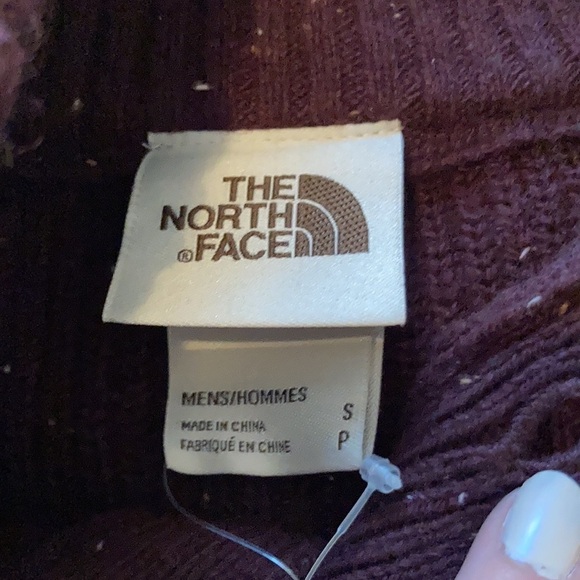 THE
NORTH
®FACE
MENS/HOMMES
S
MADE IN CHINA
FABRIQUÉ EN CHINE
P